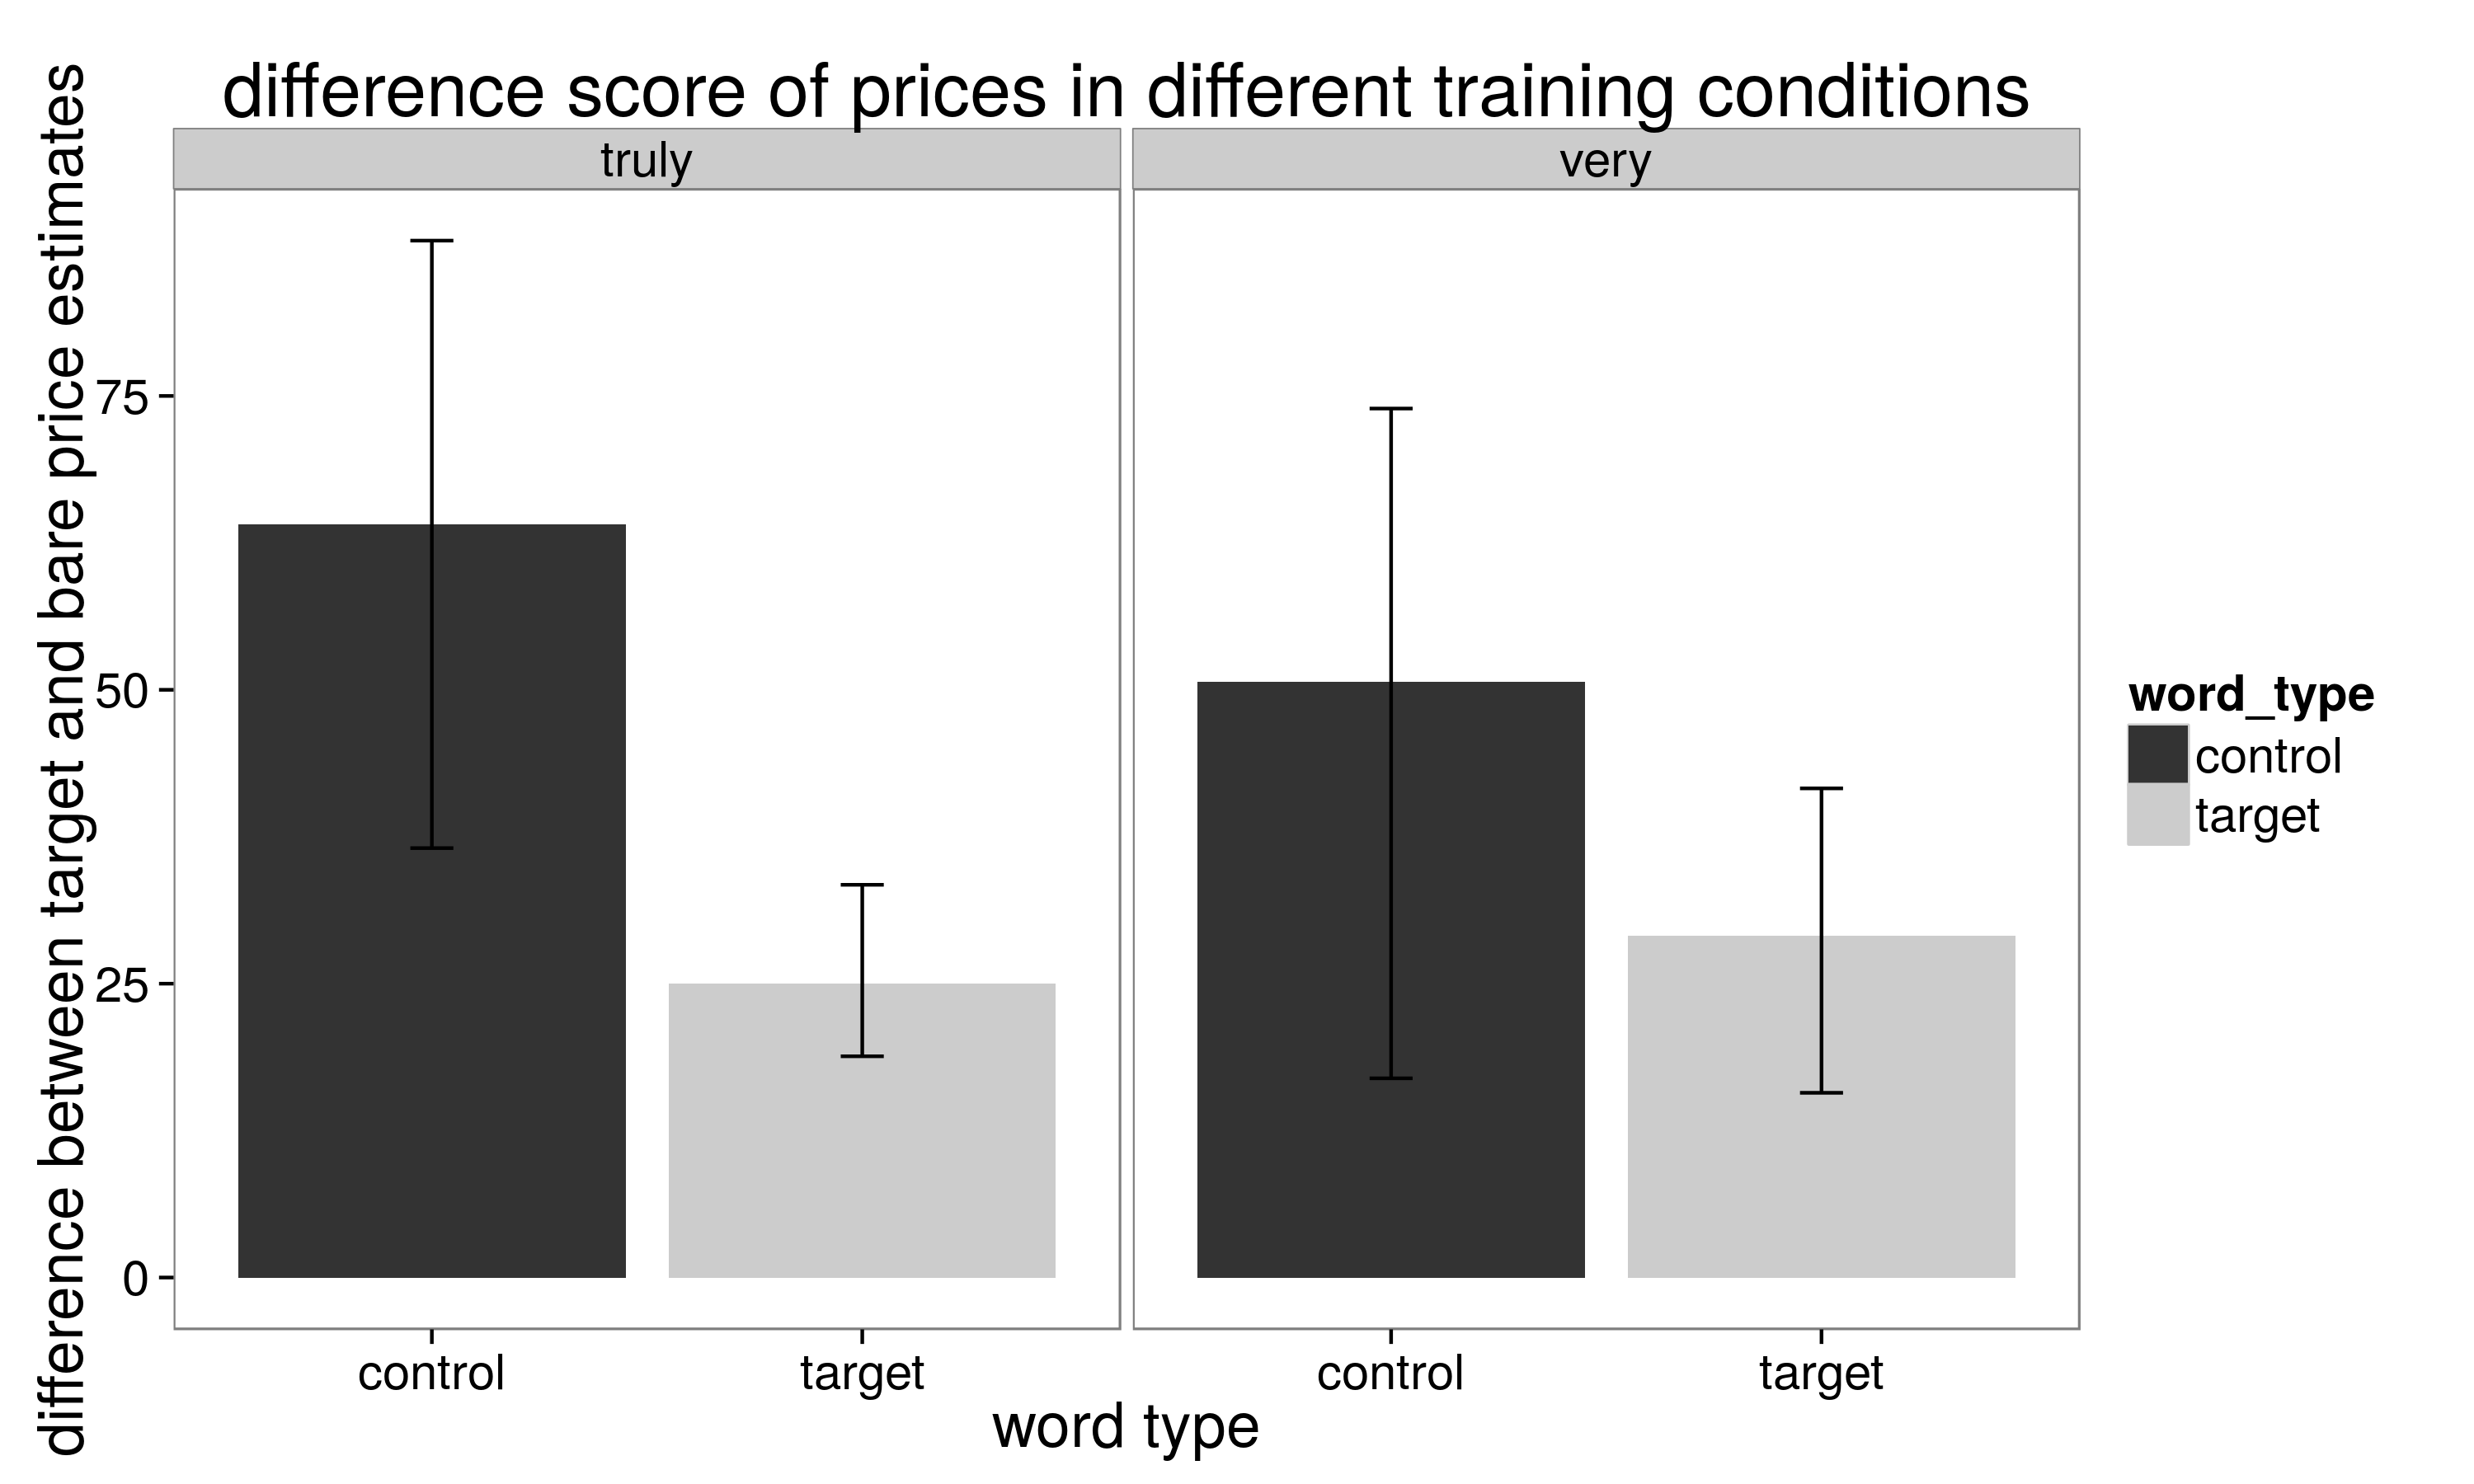 difference score of prices in different training conditions
truly
very
difference between target and bare price estimates
75
50
25
0
control
target
control
target
word type
word_type
control
target